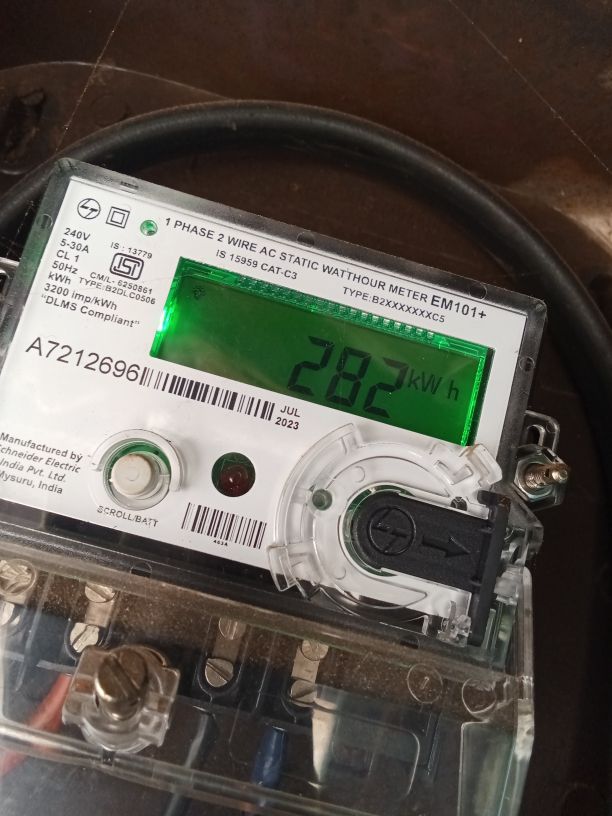 1 PHASE 2 WIRE AC STATIC WATTHOUR METER EM101+
IS 15959 CAT-C3
TYPE:B2XXXXXXXXC5
240V
5-30A
CL 1
50Hz
kWh
3200 imp/kWh
"DLMS Compliant"
IS : 13779
CM/L- 6250861
TYPE:B2DLC0506
282 kWh
A7212696
JUL
2023
Manufactured by
Schneider Electric
India Pvt. Ltd.
Mysuru, India
SCROLL/BATT